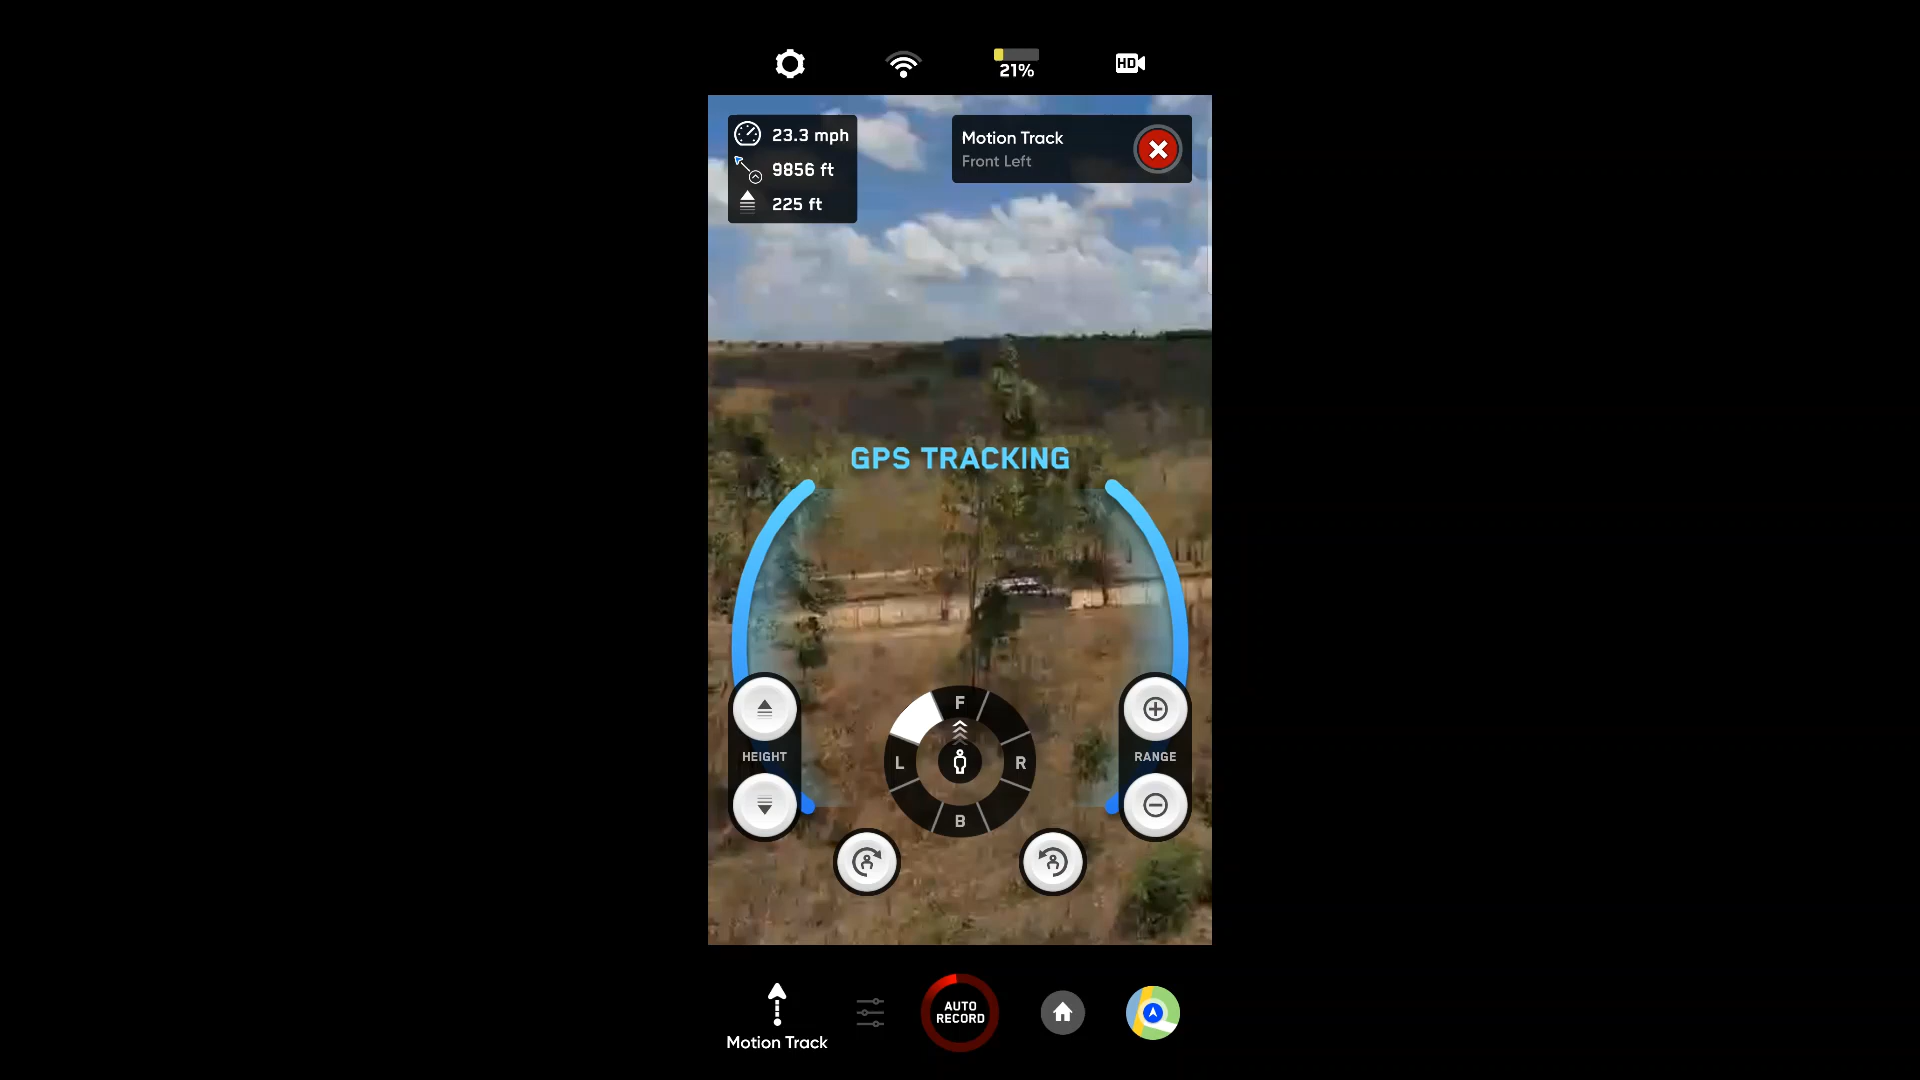 21%
HD
23.3 mph
9856 ft
225 ft
Motion Track
Front Left
GPS TRACKING
F
L
R
B
HEIGHT
RANGE
AUTO
RECORD
Motion Track